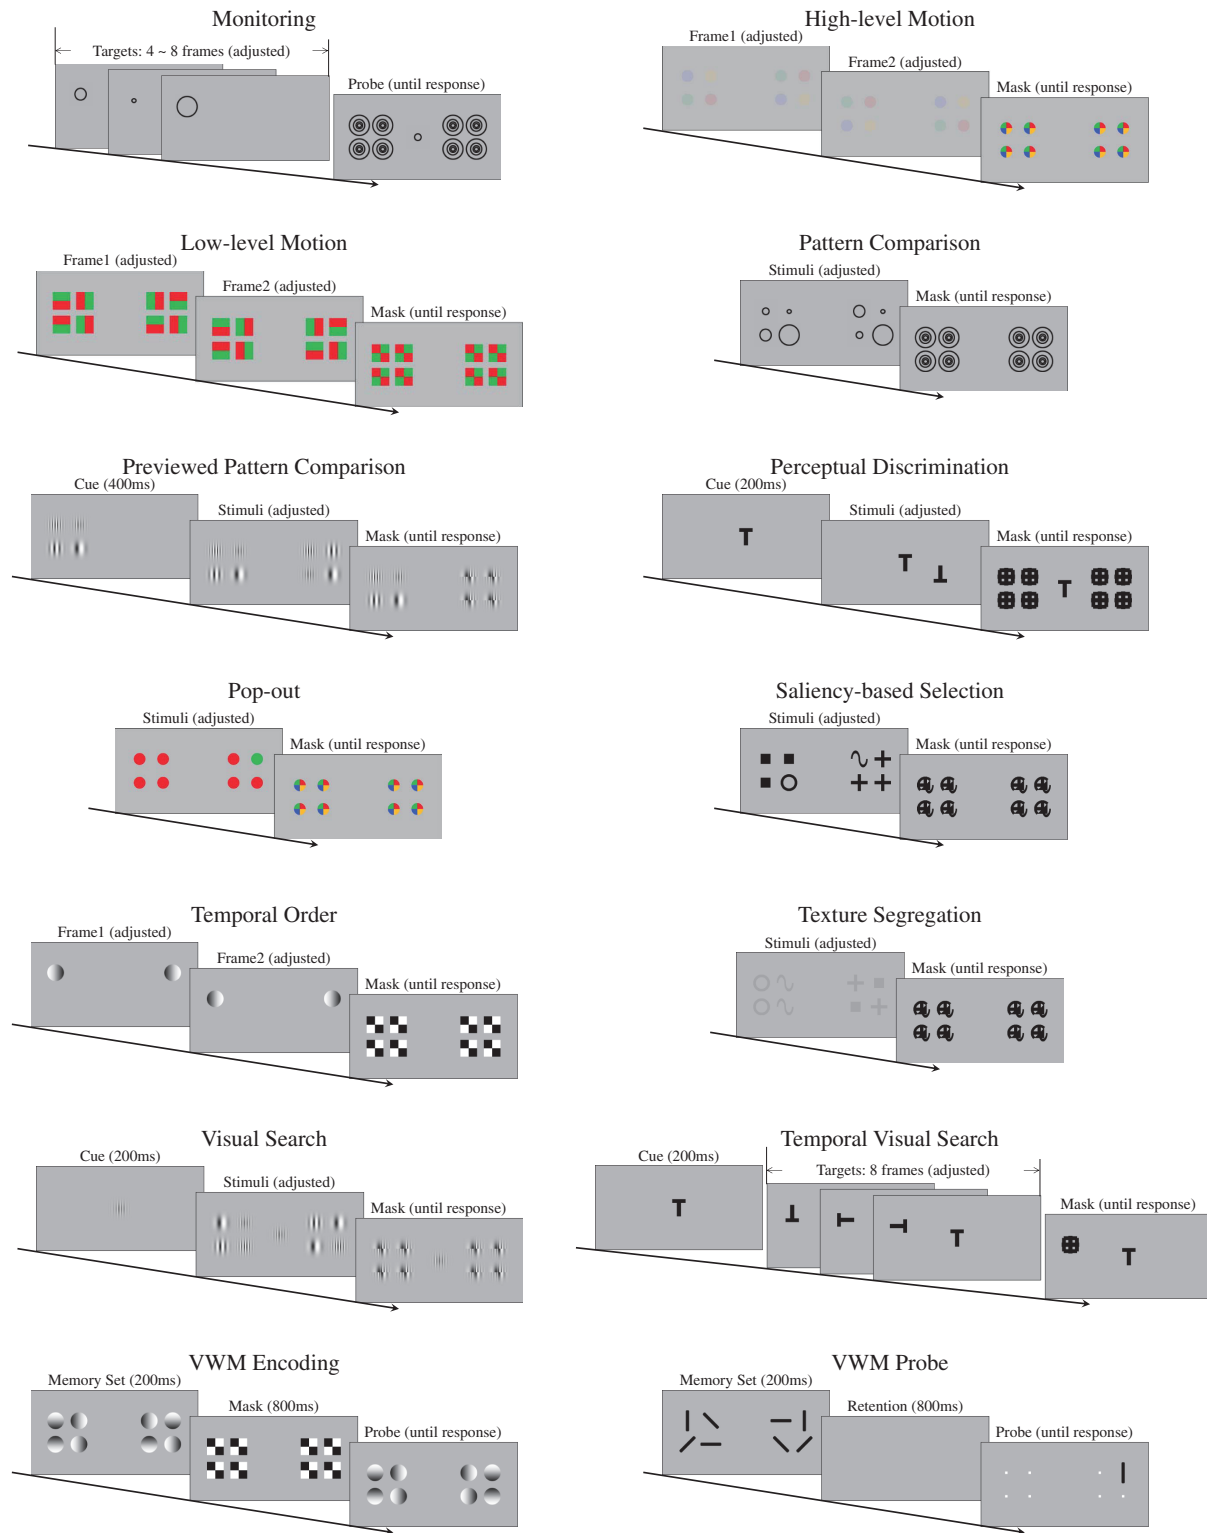 Monitoring
Targets: 4 ~ 8 frames (adjusted)
Probe (until response)
High-level Motion
Frame1 (adjusted)
Frame2 (adjusted)
Mask (until response)
Low-level Motion
Frame1 (adjusted)
Frame2 (adjusted)
Mask (until response)
Pattern Comparison
Stimuli (adjusted)
Mask (until response)
Previewed Pattern Comparison
Cue (400ms)
Stimuli (adjusted)
Mask (until response)
Perceptual Discrimination
Cue (200ms)
T
Stimuli (adjusted)
T
T
Mask (until response)
T
Pop-out
Stimuli (adjusted)
Mask (until response)
Saliency-based Selection
Stimuli (adjusted)
Mask (until response)
Temporal Order
Frame1 (adjusted)
Frame2 (adjusted)
Mask (until response)
Texture Segregation
Stimuli (adjusted)
Mask (until response)
Visual Search
Cue (200ms)
Stimuli (adjusted)
Mask (until response)
Temporal Visual Search
Cue (200ms)
T
Targets: 8 frames (adjusted)
T
T
T
T
Mask (until response)
T
VWM Encoding
Memory Set (200ms)
Mask (800ms)
Probe (until response)
VWM Probe
Memory Set (200ms)
Retention (800ms)
Probe (until response)